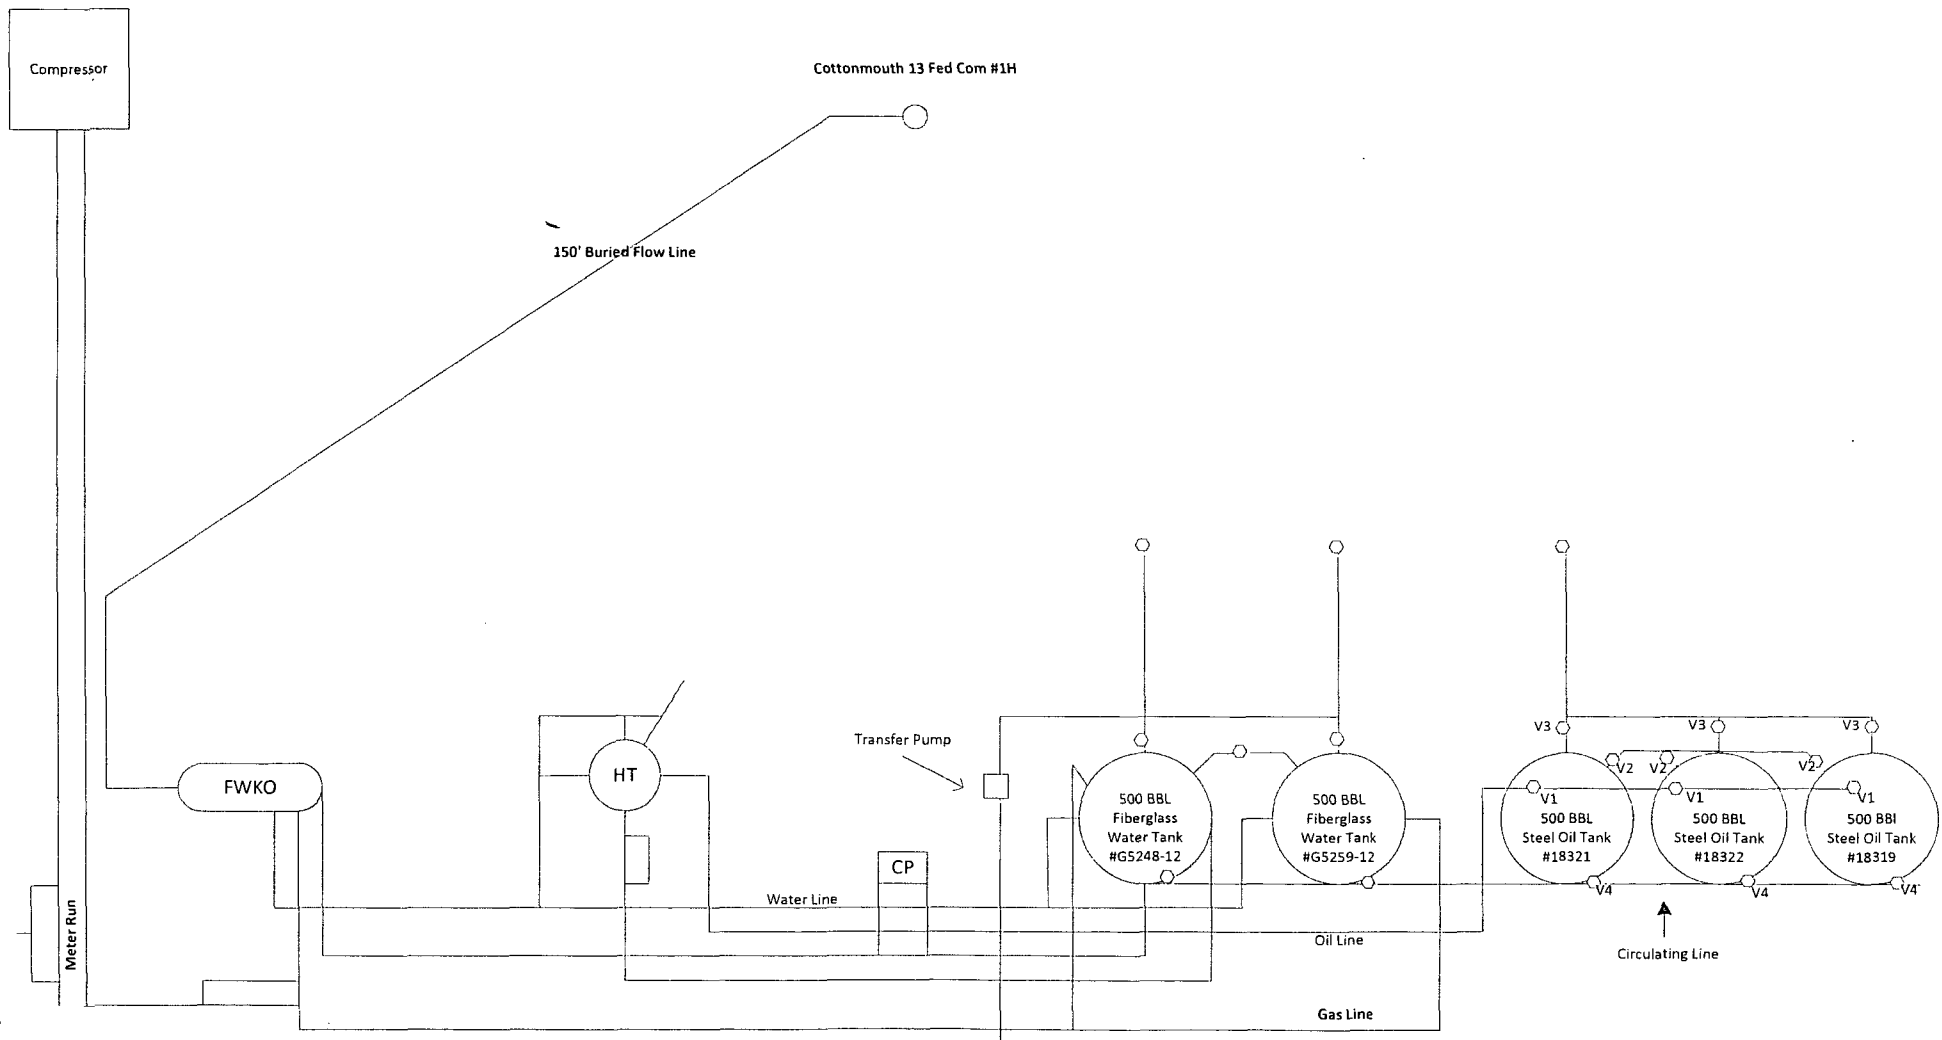 Compressor
Cottonmouth 13 Fed Com #1H
150' Buried Flow Line
Transfer Pump
FWKO
HT
CP
Meter Run
Water Line
Oil Line
Gas Line
500 BBL
Fiberglass
Water Tank
#G5248-12
500 BBL
Fiberglass
Water Tank
#G5259-12
V3
V3
V3
V2
V2
V2
V1
V1
V1
500 BBL
Steel Oil Tank
#18321
500 BBL
Steel Oil Tank
#18322
500 BBl
Steel Oil Tank
#18319
V4
V4
V4
Circulating Line